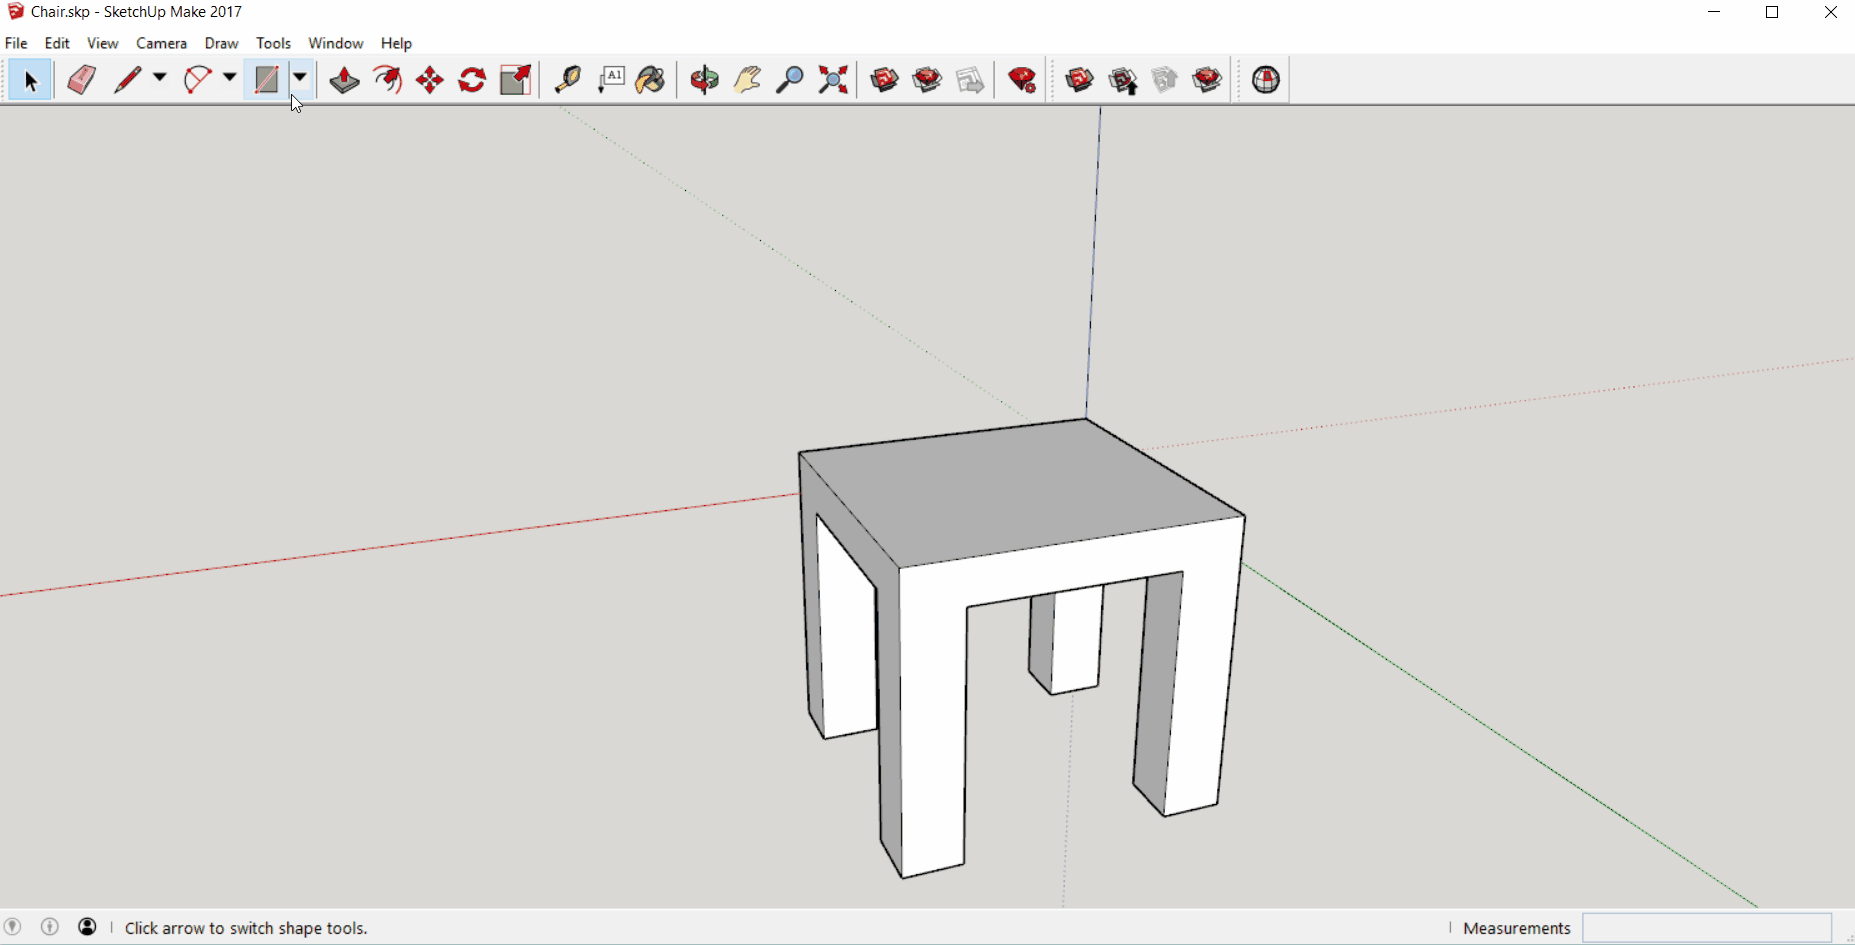 Chair.skp - SketchUp Make 2017
File Edit View Camera Draw Tools Window Help
A1
Click arrow to switch shape tools.
Measurements